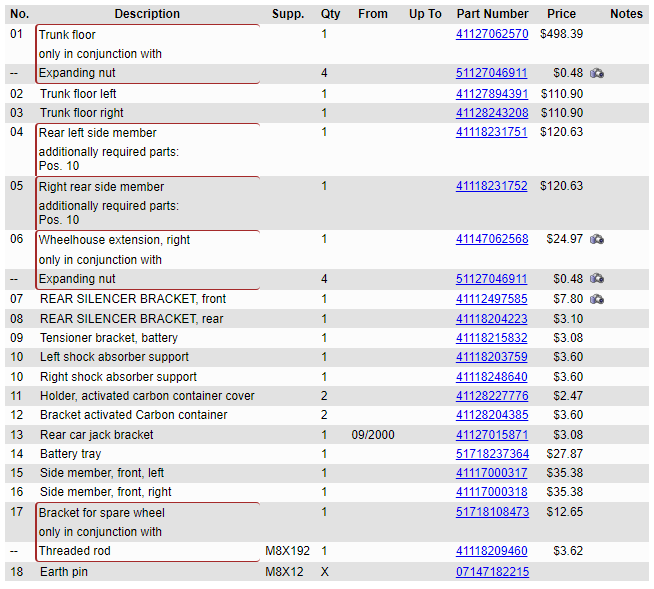 No. Description Supp. Qty From Up To Part Number Price Notes
01 Trunk floor 1 41127062570 $498.39
only in conjunction with
-- Expanding nut 4 51127046911 $0.48
02 Trunk floor left 1 41127894391 $110.90
03 Trunk floor right 1 41128243208 $110.90
04 Rear left side member 1 41118231751 $120.63
additionally required parts:
Pos. 10
05 Right rear side member 1 41118231752 $120.63
additionally required parts:
Pos. 10
06 Wheelhouse extension, right 1 41147062568 $24.97
only in conjunction with
-- Expanding nut 4 51127046911 $0.48
07 REAR SILENCER BRACKET, front 1 41112497585 $7.80
08 REAR SILENCER BRACKET, rear 1 41118204223 $3.10
09 Tensioner bracket, battery 1 41118215832 $3.08
10 Left shock absorber support 1 41118203759 $3.60
10 Right shock absorber support 1 41118248640 $3.60
11 Holder, activated carbon container cover 2 41128227776 $2.47
12 Bracket activated Carbon container 2 41128204385 $3.60
13 Rear car jack bracket 1 09/2000 41127015871 $3.08
14 Battery tray 1 51718237364 $27.87
15 Side member, front, left 1 41117000317 $35.38
16 Side member, front, right 1 41117000318 $35.38
17 Bracket for spare wheel 1 51718108473 $12.65
only in conjunction with
-- Threaded rod M8X192 1 41118209460 $3.62
18 Earth pin M8X12 X 07147182215